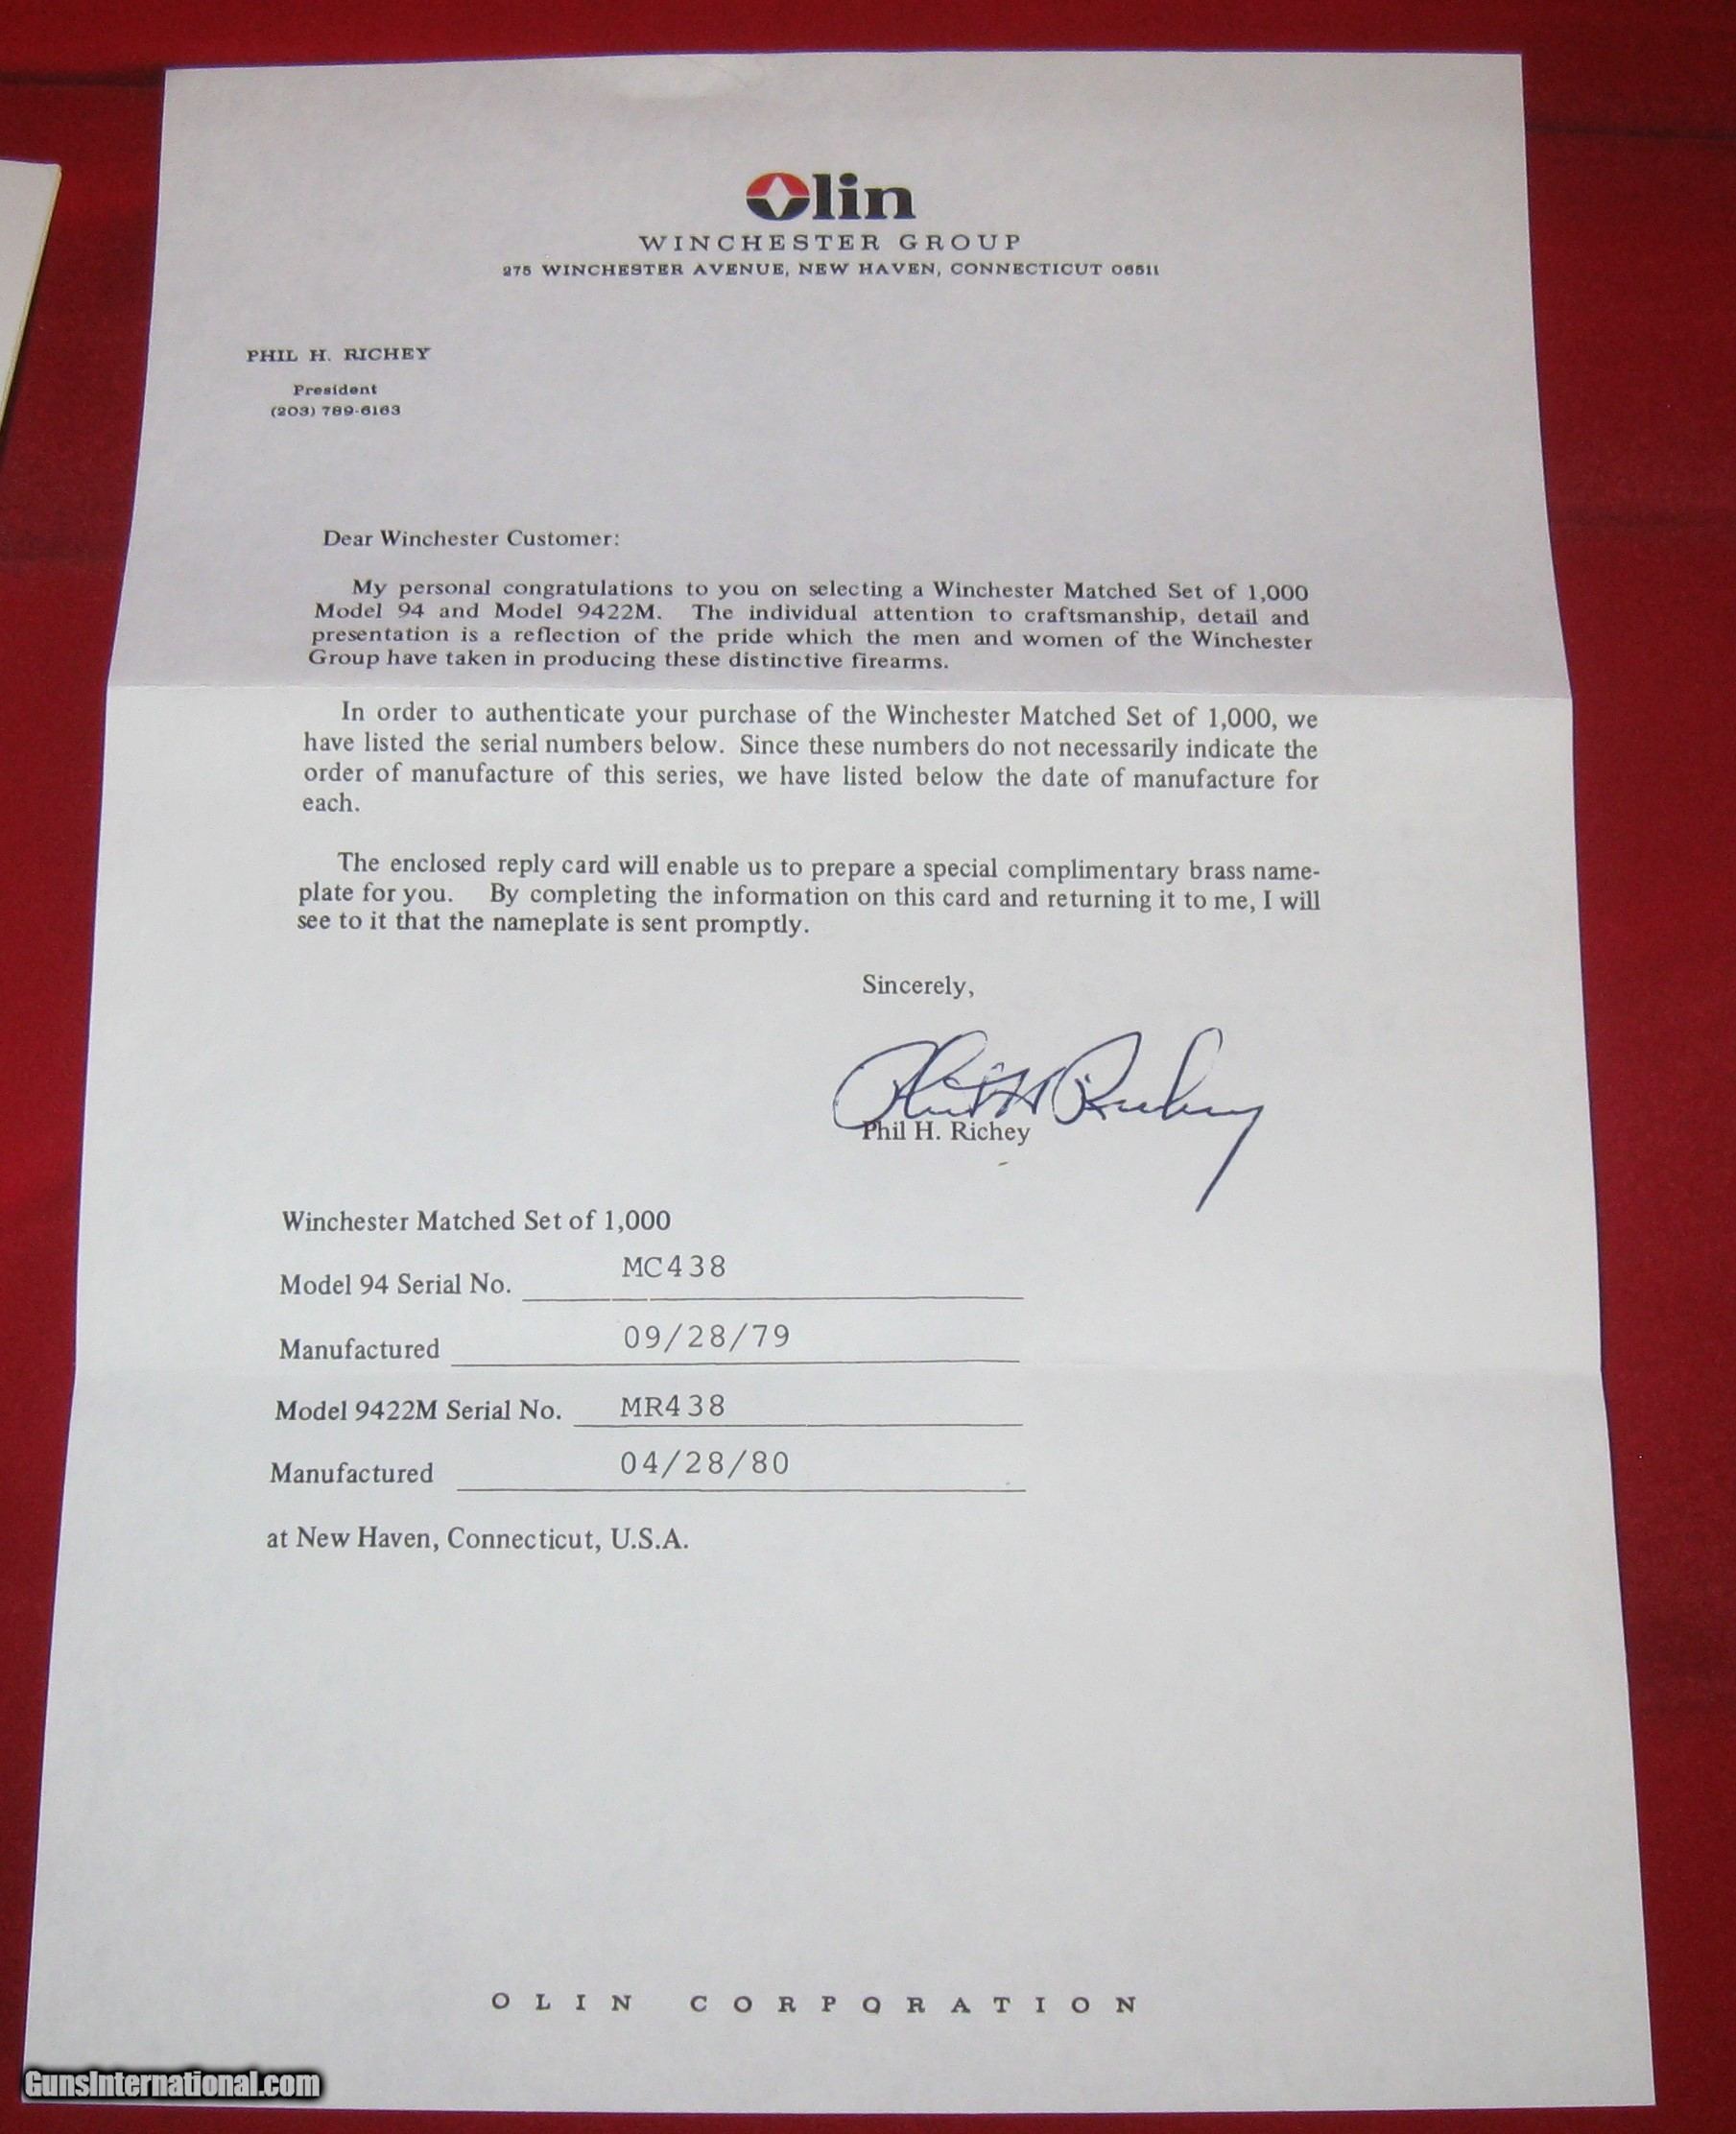 Olin
WINCHESTER GROUP
275 WINCHESTER AVENUE, NEW HAVEN, CONNECTICUT 06511
PHIL H. RICHEY
President
(203) 789-6163
Dear Winchester Customer:
My personal congratulations to you on selecting a Winchester Matched Set of 1,000
Model 94 and Model 9422M. The individual attention to craftsmanship, detail and
presentation is a reflection of the pride which the men and women of the Winchester
Group have taken in producing these distinctive firearms.
In order to authenticate your purchase of the Winchester Matched Set of 1,000, we
have listed the serial numbers below. Since these numbers do not necessarily indicate the
order of manufacture of this series, we have listed below the date of manufacture for
each.
The enclosed reply card will enable us to prepare a special complimentary brass name-
plate for you. By completing the information on this card and returning it to me, I will
see to it that the nameplate is sent promptly.
Sincerely,
Phil H Richey
Phil H. Richey
Winchester Matched Set of 1,000
Model 94 Serial No. MC438
Manufactured 09/28/79
Model 9422M Serial No. MR438
Manufactured 04/28/80
at New Haven, Connecticut, U.S.A.
OLIN CORPORATION
GunsInternational.com